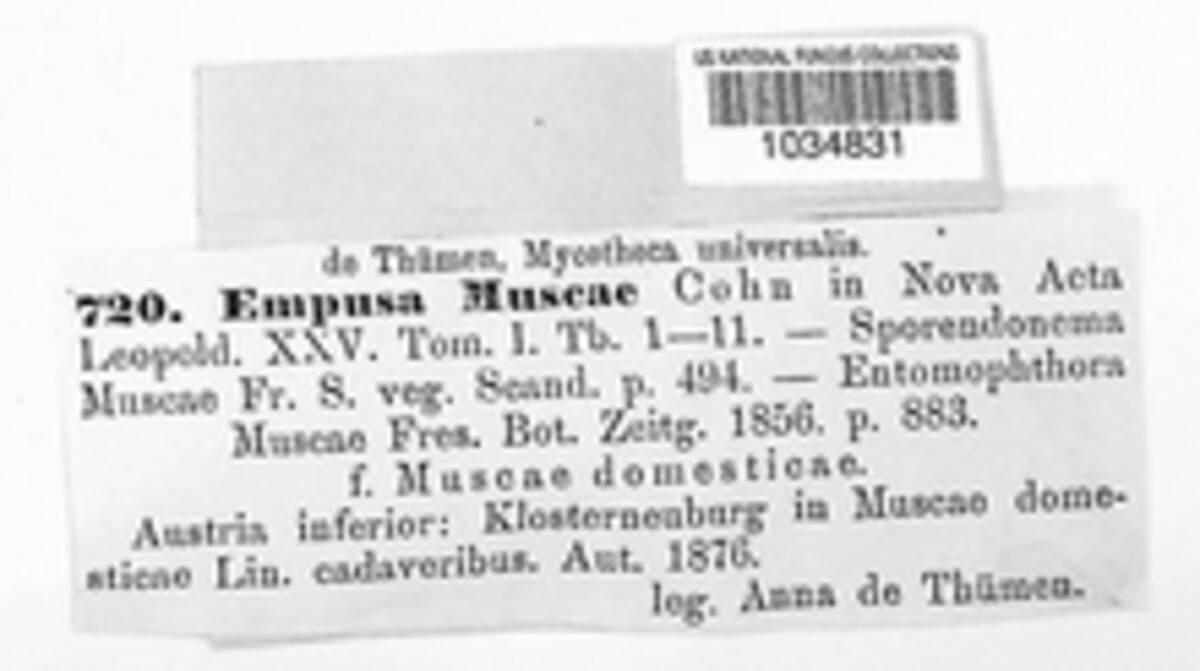 US NATIONAL FUNGUS COLLECTIONS
1034831
de Thümen, Mycotheca universalis.
720. Empusa Muscae Cohn in Nova Acta
Leopold. XXV. Tom. I. Tb. 1—11. — Sporendonema
Muscae Fr. S. veg. Scand. p. 494. — Entomophthora
Muscae Fres. Bot. Zeitg. 1856. p. 883.
f. Muscae domesticae.
Austria inferior: Klosterneuburg in Muscae dome-
sticae Lin. cadaveribus. Aut. 1876.
leg. Anna de Thümen.